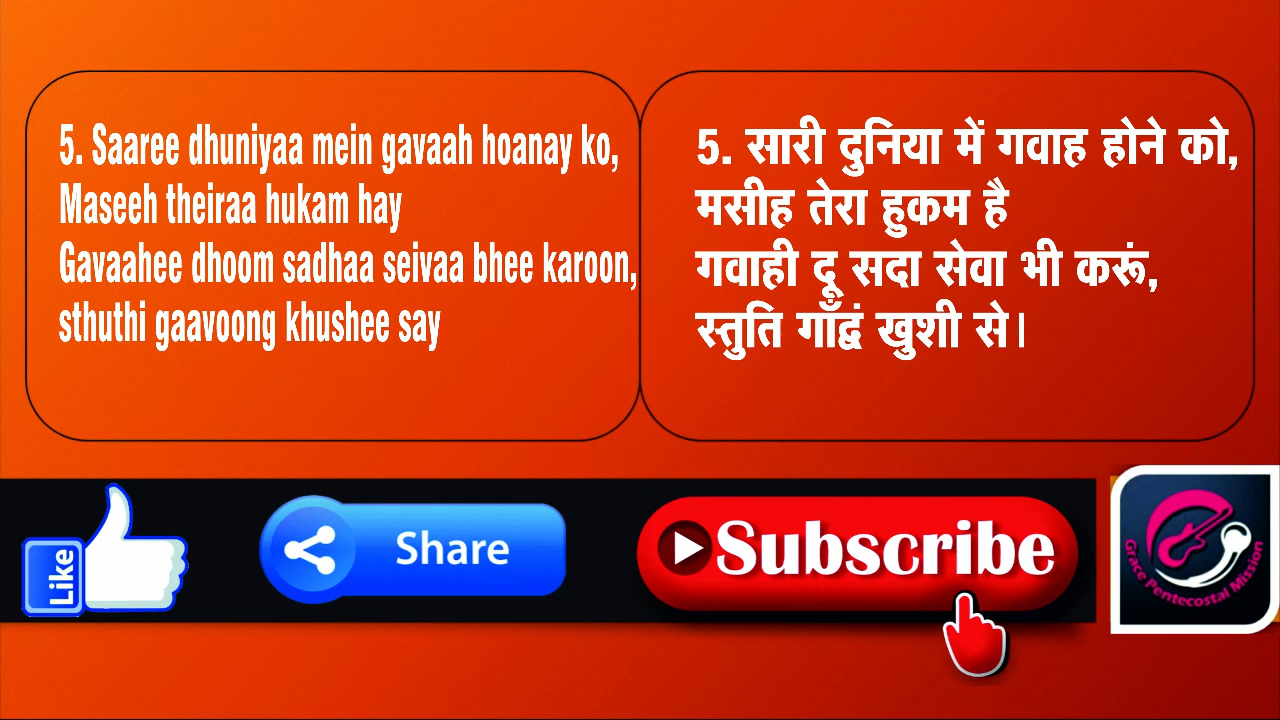 5. Saaree dhuniyaa mein gavaah hoanay ko,
Maseeh theiraa hukam hay
Gavaahee dhoom sadhaa seivaa bhee karoon,
sthuthi gaavoong khushee say
5. सारी दुनिया में गवाह होने को,
मसीह तेरा हुकम है
गवाही दू सदा सेवा भी करूं,
स्तुति गाँद्वं खुशी से।
Like
Share
Subscribe
Grace Pentecostal Mission